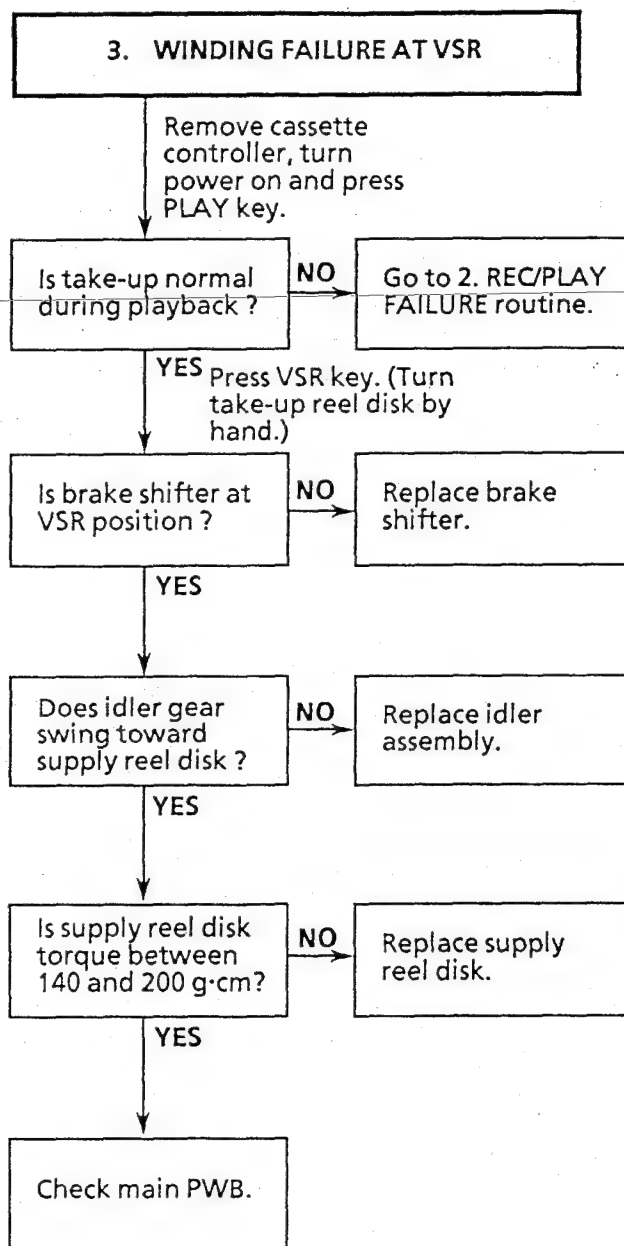 3. WINDING FAILURE AT VSR
Remove cassette
controller, turn
power on and press
PLAY key.
Is take-up normal
during playback ?
NO
Go to 2. REC/PLAY
FAILURE routine.
YES
Press VSR key. (Turn
take-up reel disk by
hand.)
Is brake shifter at
VSR position ?
NO
Replace brake
shifter.
YES
Does idler gear
swing toward
supply reel disk ?
NO
Replace idler
assembly.
YES
Is supply reel disk
torque between
140 and 200 g·cm?
NO
Replace supply
reel disk.
YES
Check main PWB.